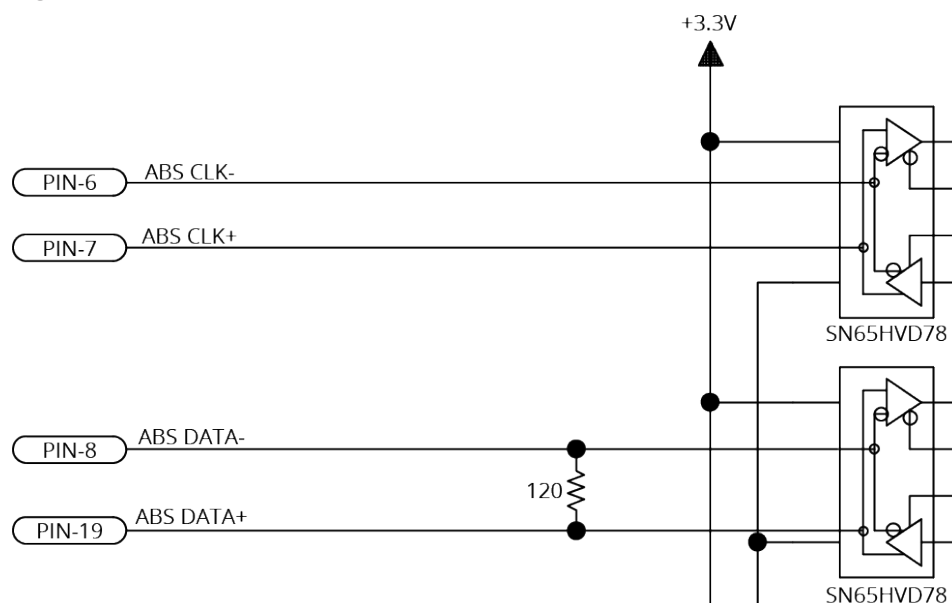 +3.3V
PIN-6
ABS CLK-
PIN-7
ABS CLK+
SN65HVD78
PIN-8
ABS DATA-
120
PIN-19
ABS DATA+
SN65HVD78